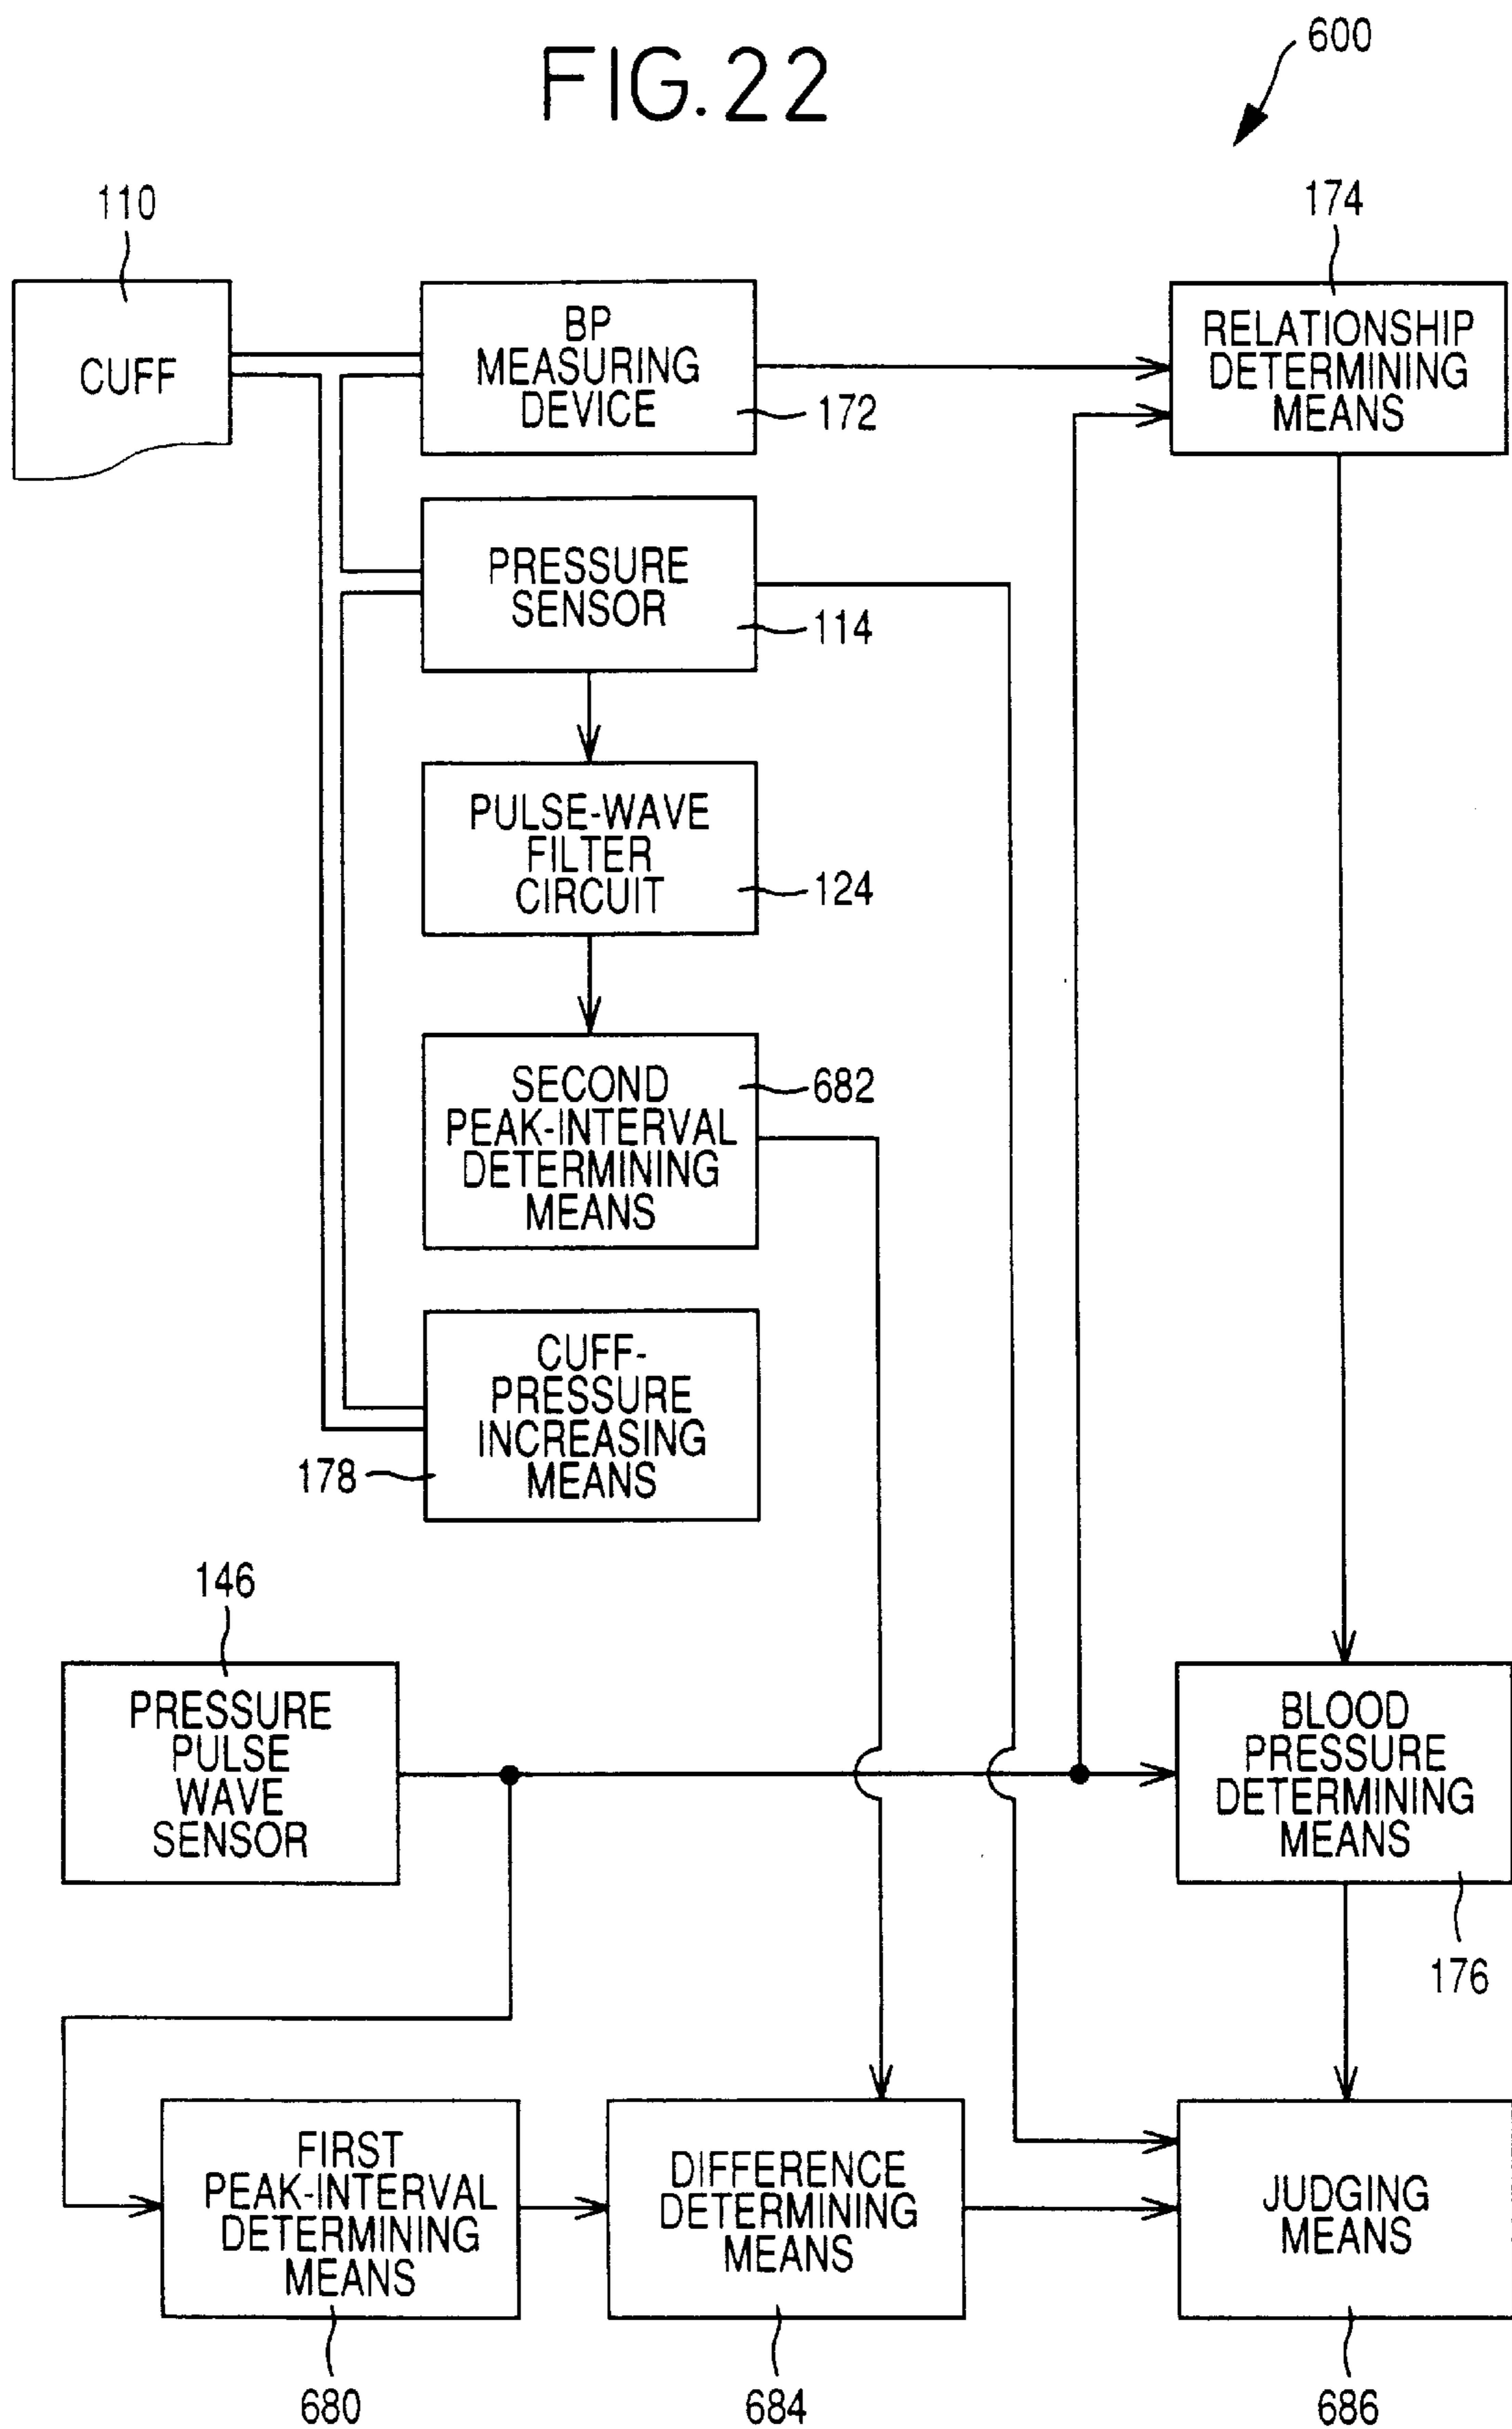 FIG.22
600
110
174
CUFF
BP
MEASURING
DEVICE
172
RELATIONSHIP
DETERMINING
MEANS
PRESSURE
SENSOR
114
PULSE-WAVE
FILTER
CIRCUIT
124
SECOND
PEAK-INTERVAL
DETERMINING
MEANS
682
CUFF-
PRESSURE
INCREASING
MEANS
178
146
PRESSURE
PULSE
WAVE
SENSOR
BLOOD
PRESSURE
DETERMINING
MEANS
176
FIRST
PEAK-INTERVAL
DETERMINING
MEANS
DIFFERENCE
DETERMINING
MEANS
JUDGING
MEANS
680
684
686